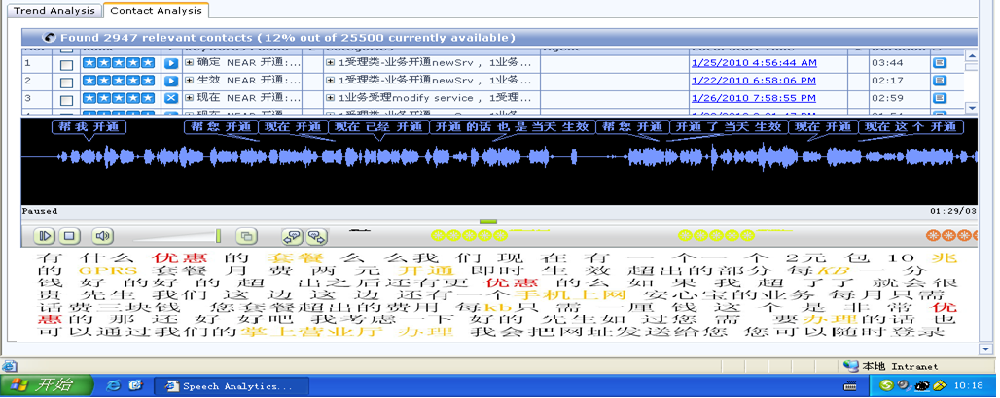 Trend Analysis Contact Analysis
Found 2947 relevant contacts (12% out of 25500 currently available)
Rank Keywords Found Categories Agent Local Start Time Duration
1 确定 NEAR 开通:... 1受理类-业务开通newSrv , 1业务... 1/25/2010 4:56:44 AM 03:44
2 生效 NEAR 开通:... 1受理类-业务开通newSrv , 1业务... 1/22/2010 6:58:06 PM 02:17
3 现在 NEAR 开通:... 1业务受理modify service , 1受理... 1/26/2010 7:58:55 PM 02:59
帮 我 开通 帮 您 开通 现在 开通 现在 已经 开通 开通 的话 也 是 当天 生效 帮 您 开通 开通 了 当天 生效 现在 开通 现在 这 个 开通
Paused 01:29/03
有 什么 优惠 的 套餐 么 么我 们 现 在 有 一 个 一 个 2元 包 10 兆
的 GPRS 套餐 月 费 两 元 开通 即时 生 效 超出 的部分 每KB 一 分
钱 好 的好 的 超 出之后还有更 优惠 的么 如 果 我 超 了 了 就会很
贵 先生 我们 这 边 这 边 还有 一个 手机上网 安心宝的业务 每月只需
话费三块钱 您套餐超出的费用 每kb只 需 一 厘 钱 这 个 是 非 常 优
惠的 那 还 好 好吧 我考虑一下 好的 先生如 过您 需 要办理的话 也
可以通过我们的掌上营业厅 办理 我会把网址发送给您 您可以随时登录
本地 Intranet
开始 Speech Analytics... 10:18